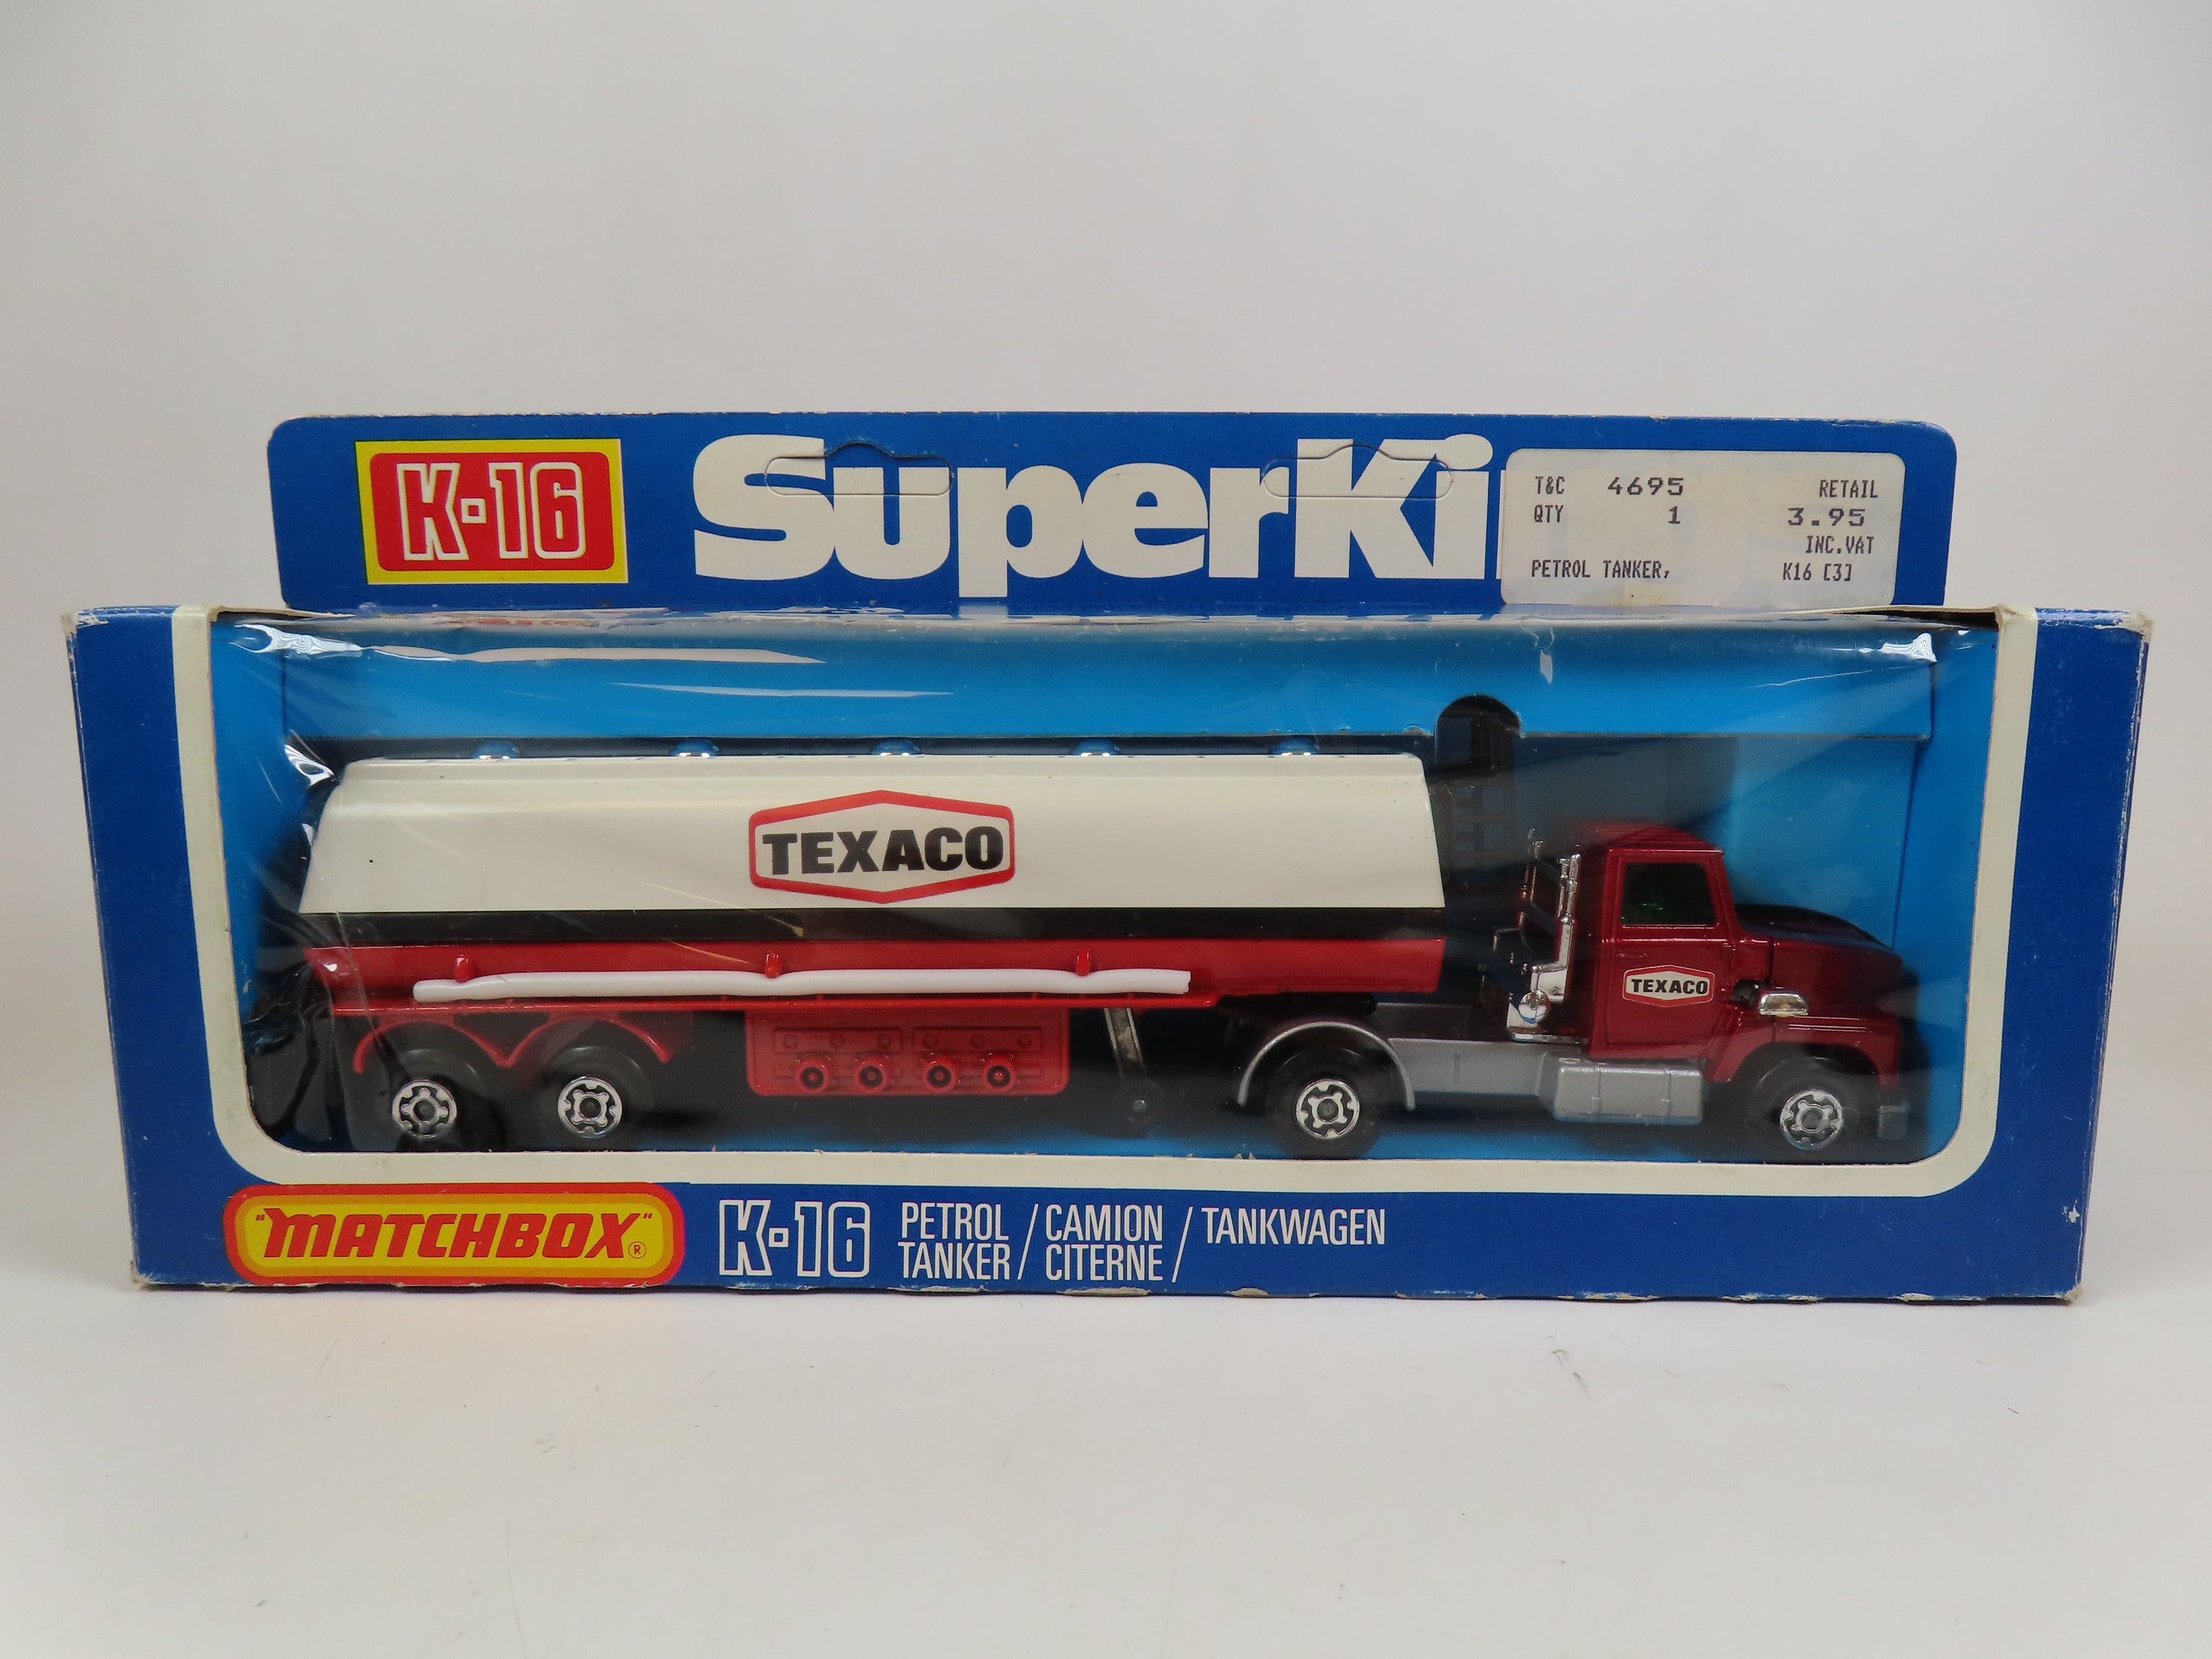 K-16
SuperKi
T&C 4695 RETAIL
QTY 1 3.95
INC.VAT
PETROL TANKER, K16 [3]
TEXACO
TEXACO
"MATCHBOX"®
K-16
PETROL / CAMION / TANKWAGEN
TANKER / CITERNE